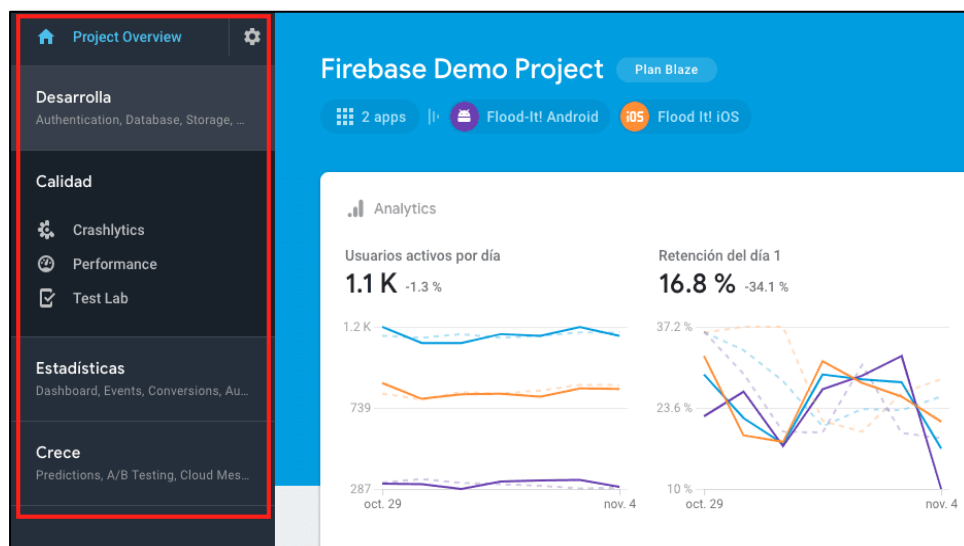 Project Overview
Desarrolla
Authentication, Database, Storage, ...
Calidad
Crashlytics
Performance
Test Lab
Estadísticas
Dashboard, Events, Conversions, Au...
Crece
Predictions, A/B Testing, Cloud Mes...
Firebase Demo Project Plan Blaze
2 apps Flood-It! Android iOS Flood It! iOS
Analytics
Usuarios activos por día
1.1 K -1.3 %
1.2 K
739
287
oct. 29 nov. 4
Retención del día 1
16.8 % -34.1 %
37.2 %
23.6 %
10 %
oct. 29 nov. 4